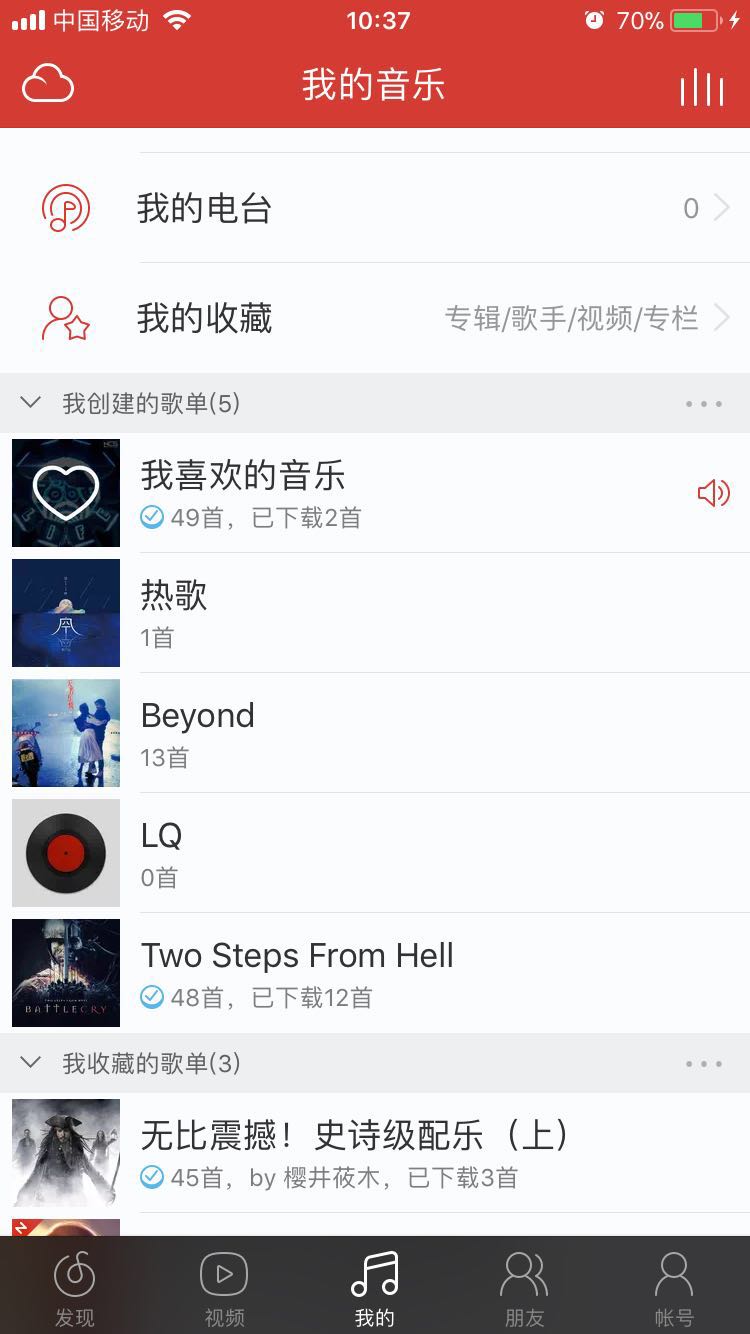 中国移动
10:37
70%
我的音乐
我的电台
0
我的收藏
专辑/歌手/视频/专栏
我创建的歌单(5)
我喜欢的音乐
49首，已下载2首
热歌
1首
Beyond
13首
LQ
0首
BATTLECRY
Two Steps From Hell
48首，已下载12首
我收藏的歌单(3)
无比震撼！史诗级配乐（上）
45首，by 樱井莜木，已下载3首
发现
视频
我的
朋友
帐号